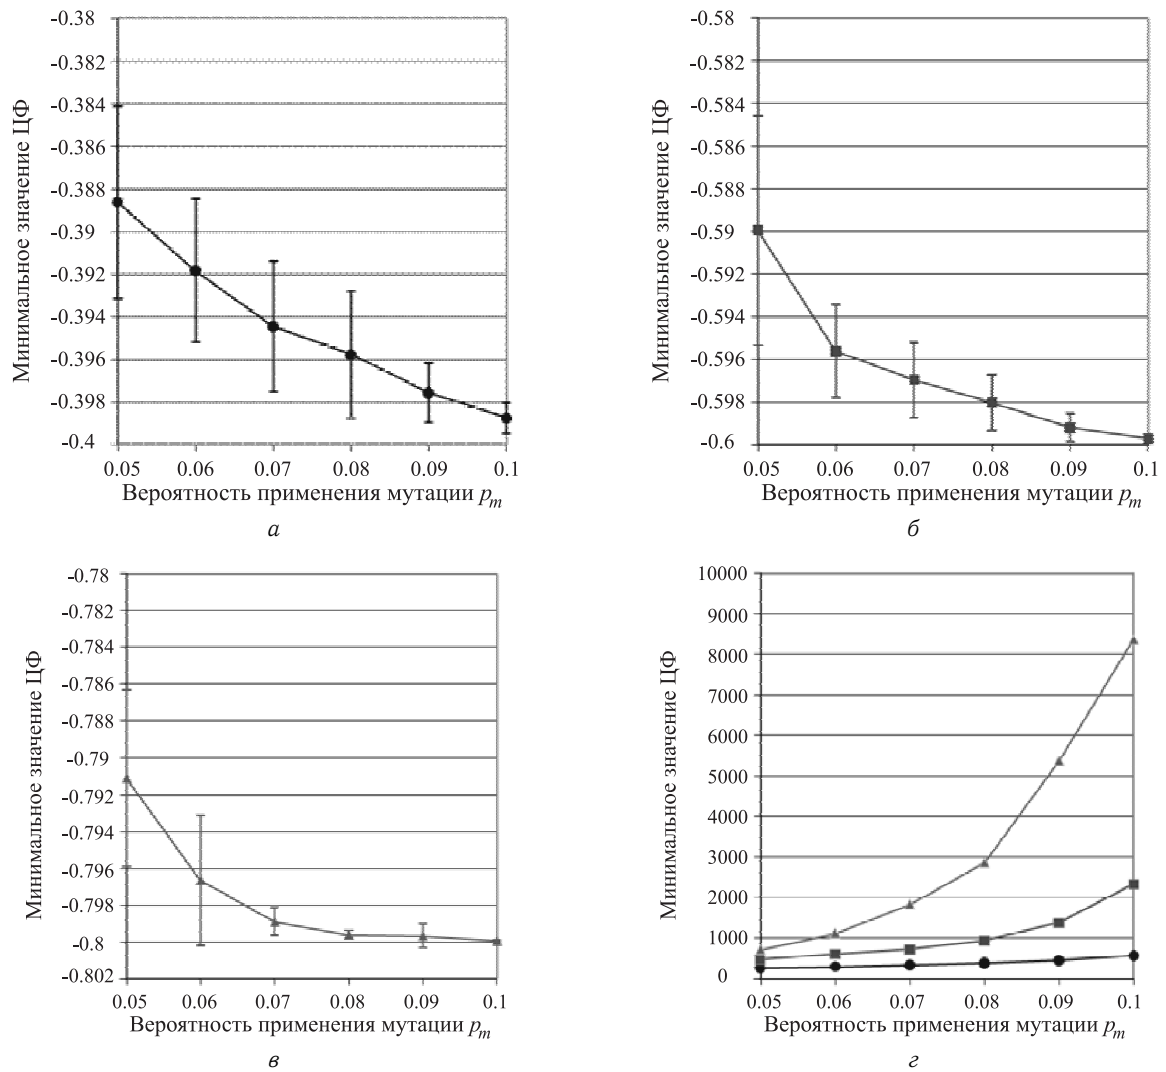 Минимальное значение ЦФ
-0.38
-0.382
-0.384
-0.386
-0.388
-0.39
-0.392
-0.394
-0.396
-0.398
-0.4
0.05 0.06 0.07 0.08 0.09 0.1
Вероятность применения мутации pm
а
Минимальное значение ЦФ
-0.58
-0.582
-0.584
-0.586
-0.588
-0.59
-0.592
-0.594
-0.596
-0.598
-0.6
0.05 0.06 0.07 0.08 0.09 0.1
Вероятность применения мутации pm
б
Минимальное значение ЦФ
-0.78
-0.782
-0.784
-0.786
-0.788
-0.79
-0.792
-0.794
-0.796
-0.798
-0.8
-0.802
0.05 0.06 0.07 0.08 0.09 0.1
Вероятность применения мутации pm
в
Минимальное значение ЦФ
10000
9000
8000
7000
6000
5000
4000
3000
2000
1000
0
0.05 0.06 0.07 0.08 0.09 0.1
Вероятность применения мутации pm
г